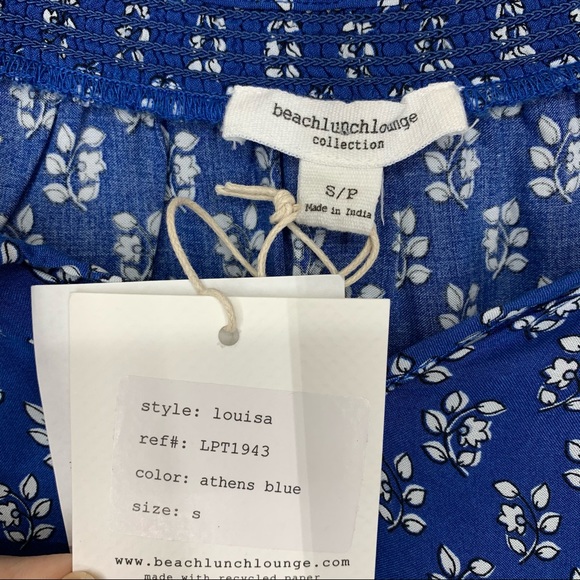 beachlunchlounge
collection
S/P
Made in India
style: louisa
ref#: LPT1943
color: athens blue
size: s
www.beachlunchlounge.com
made with recycled paper